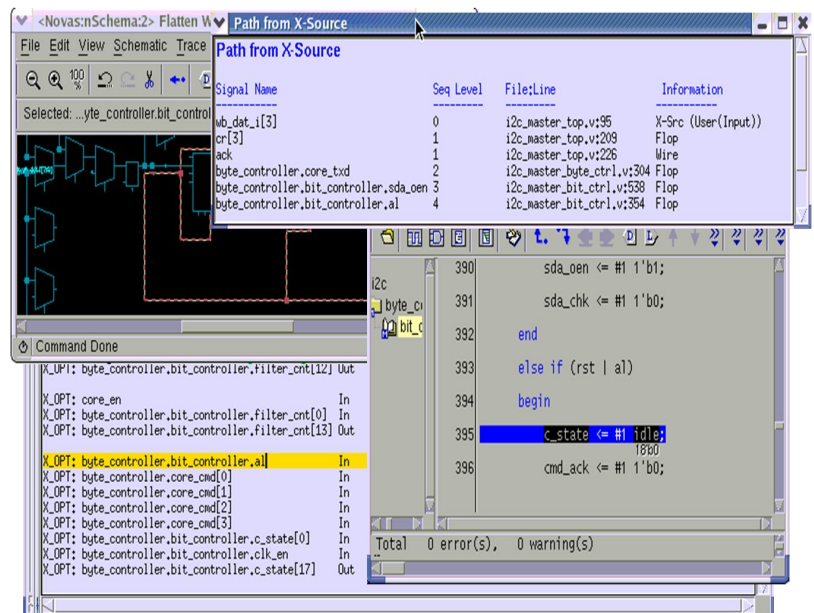 <Novas:nSchema:2> Flatten W
Path from X-Source
File Edit View Schematic Trace
Path from X-Source
100
%
Signal Name Seq Level File:Line Information
wb_dat_i[3] 0 i2c_master_top.v:95 X-Src (User(Input))
cr[3] 1 i2c_master_top.v:209 Flop
ack 1 i2c_master_top.v:226 Wire
byte_controller.core_txd 2 i2c_master_byte_ctrl.v:304 Flop
byte_controller.bit_controller.sda_oen 3 i2c_master_bit_ctrl.v:538 Flop
byte_controller.bit_controller.al 4 i2c_master_bit_ctrl.v:354 Flop
Selected: ...yte_controller.bit_control
Command Done
i2c
byte_c
bit_c
390 sda_oen <= #1 1'b1;
391 sda_chk <= #1 1'b0;
392 end
393 else if (rst | al)
394 begin
395 c_state <= #1 idle;
18'b0
396 cmd_ack <= #1 1'b0;
Total 0 error(s), 0 warning(s)
X_OPT: byte_controller.bit_controller.filter_cnt[12] Out
X_OPT: core_en In
X_OPT: byte_controller.bit_controller.filter_cnt[0] In
X_OPT: byte_controller.bit_controller.filter_cnt[13] Out
X_OPT: byte_controller.bit_controller.al In
X_OPT: byte_controller.core_cmd[0] In
X_OPT: byte_controller.core_cmd[1] In
X_OPT: byte_controller.core_cmd[2] In
X_OPT: byte_controller.core_cmd[3] In
X_OPT: byte_controller.bit_controller.c_state[0] In
X_OPT: byte_controller.bit_controller.clk_en In
X_OPT: byte_controller.bit_controller.c_state[17] Out